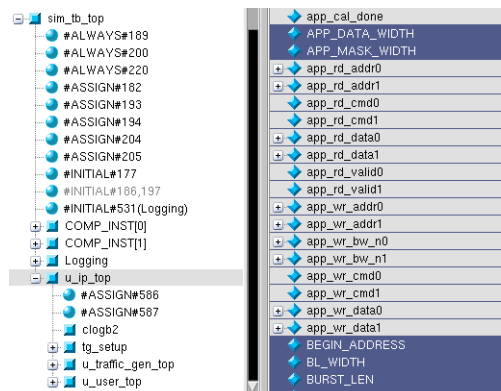 sim_tb_top
#ALWAYS#189
#ALWAYS#200
#ALWAYS#220
#ASSIGN#182
#ASSIGN#193
#ASSIGN#194
#ASSIGN#204
#ASSIGN#205
#INITIAL#177
#INITIAL#186,197
#INITIAL#531(Logging)
COMP_INST[0]
COMP_INST[1]
Logging
u_ip_top
#ASSIGN#586
#ASSIGN#587
clogb2
tg_setup
u_traffic_gen_top
u_user_top
app_cal_done
APP_DATA_WIDTH
APP_MASK_WIDTH
app_rd_addr0
app_rd_addr1
app_rd_cmd0
app_rd_cmd1
app_rd_data0
app_rd_data1
app_rd_valid0
app_rd_valid1
app_wr_addr0
app_wr_addr1
app_wr_bw_n0
app_wr_bw_n1
app_wr_cmd0
app_wr_cmd1
app_wr_data0
app_wr_data1
BEGIN_ADDRESS
BL_WIDTH
BURST_LEN